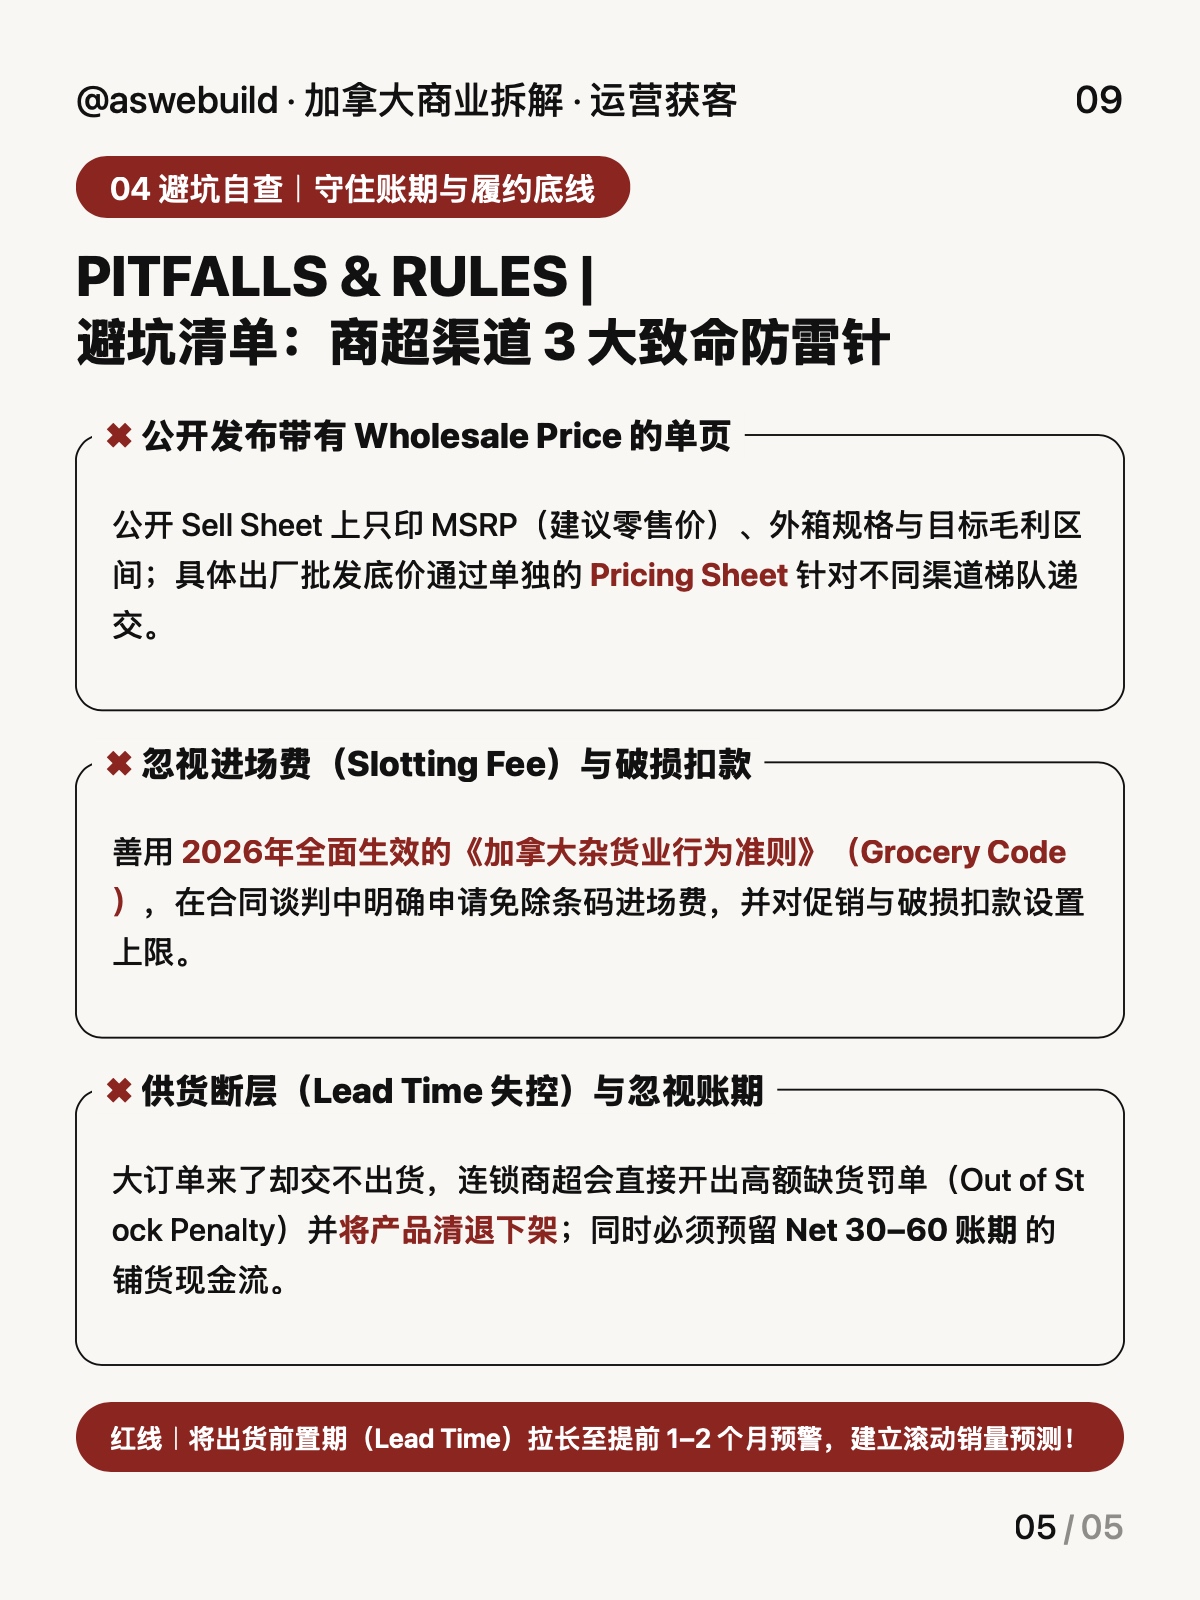 @aswebuild · 加拿大商业拆解 · 运营获客
09
04 避坑自查｜守住账期与履约底线
PITFALLS & RULES |
避坑清单：商超渠道 3 大致命防雷针
✖ 公开发布带有 Wholesale Price 的单页
公开 Sell Sheet 上只印 MSRP（建议零售价）、外箱规格与目标毛利区
间；具体出厂批发底价通过单独的 Pricing Sheet 针对不同渠道梯队递
交。
✖ 忽视进场费（Slotting Fee）与破损扣款
善用 2026年全面生效的《加拿大杂货业行为准则》（Grocery Code
），在合同谈判中明确申请免除条码进场费，并对促销与破损扣款设置
上限。
✖ 供货断层（Lead Time 失控）与忽视账期
大订单来了却交不出货，连锁商超会直接开出高额缺货罚单（Out of St
ock Penalty）并将产品清退下架；同时必须预留 Net 30–60 账期 的
铺货现金流。
红线｜将出货前置期（Lead Time）拉长至提前 1–2 个月预警，建立滚动销量预测！
05 / 05